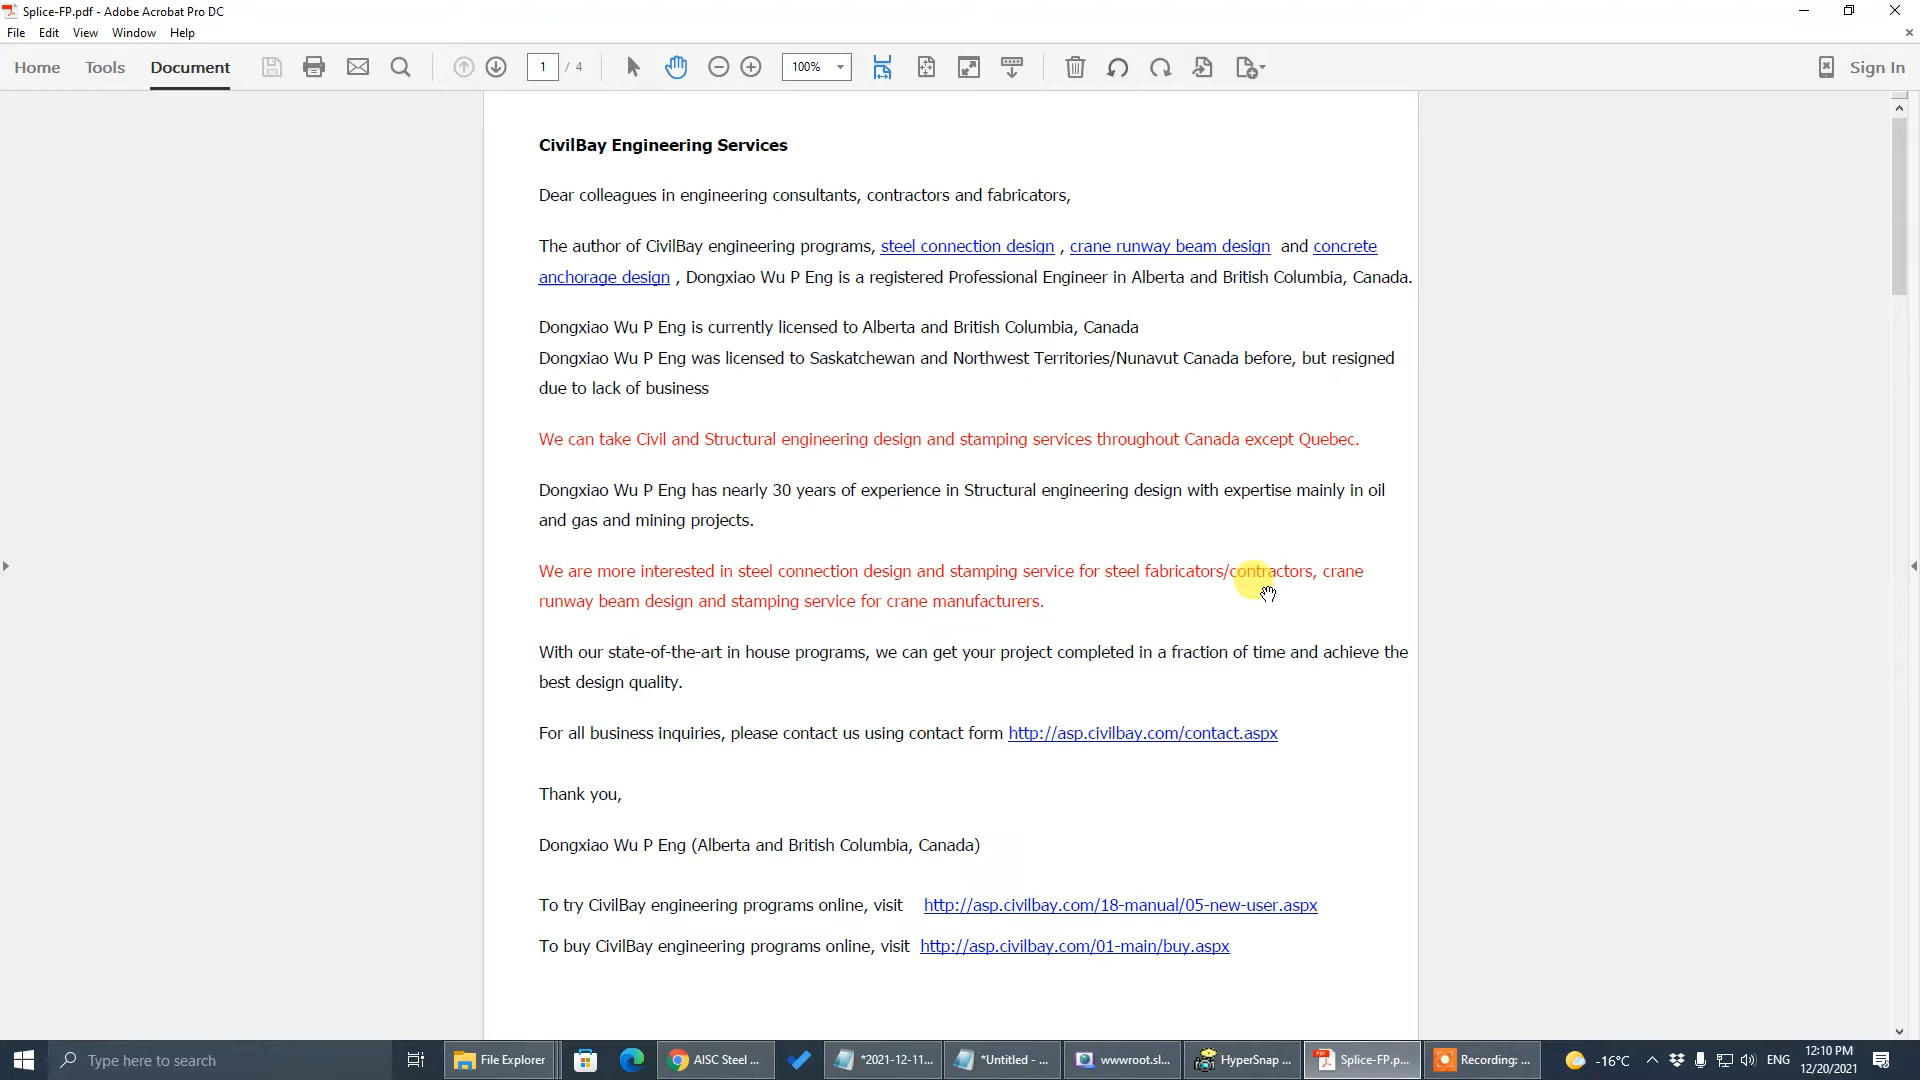 Splice-FP.pdf - Adobe Acrobat Pro DC
File Edit View Window Help
Home Tools Document 1 / 4 100% Sign In
CivilBay Engineering Services
Dear colleagues in engineering consultants, contractors and fabricators,
The author of CivilBay engineering programs, steel connection design , crane runway beam design and concrete
anchorage design , Dongxiao Wu P Eng is a registered Professional Engineer in Alberta and British Columbia, Canada.
Dongxiao Wu P Eng is currently licensed to Alberta and British Columbia, Canada
Dongxiao Wu P Eng was licensed to Saskatchewan and Northwest Territories/Nunavut Canada before, but resigned
due to lack of business
We can take Civil and Structural engineering design and stamping services throughout Canada except Quebec.
Dongxiao Wu P Eng has nearly 30 years of experience in Structural engineering design with expertise mainly in oil
and gas and mining projects.
We are more interested in steel connection design and stamping service for steel fabricators/contractors, crane
runway beam design and stamping service for crane manufacturers.
With our state-of-the-art in house programs, we can get your project completed in a fraction of time and achieve the
best design quality.
For all business inquiries, please contact us using contact form http://asp.civilbay.com/contact.aspx
Thank you,
Dongxiao Wu P Eng (Alberta and British Columbia, Canada)
To try CivilBay engineering programs online, visit http://asp.civilbay.com/18-manual/05-new-user.aspx
To buy CivilBay engineering programs online, visit http://asp.civilbay.com/01-main/buy.aspx
Type here to search File Explorer AISC Steel ... *2021-12-11... *Untitled - ... wwwroot.sl... HyperSnap ... Splice-FP.p... Recording: ... -16°C ENG 12:10 PM
12/20/2021